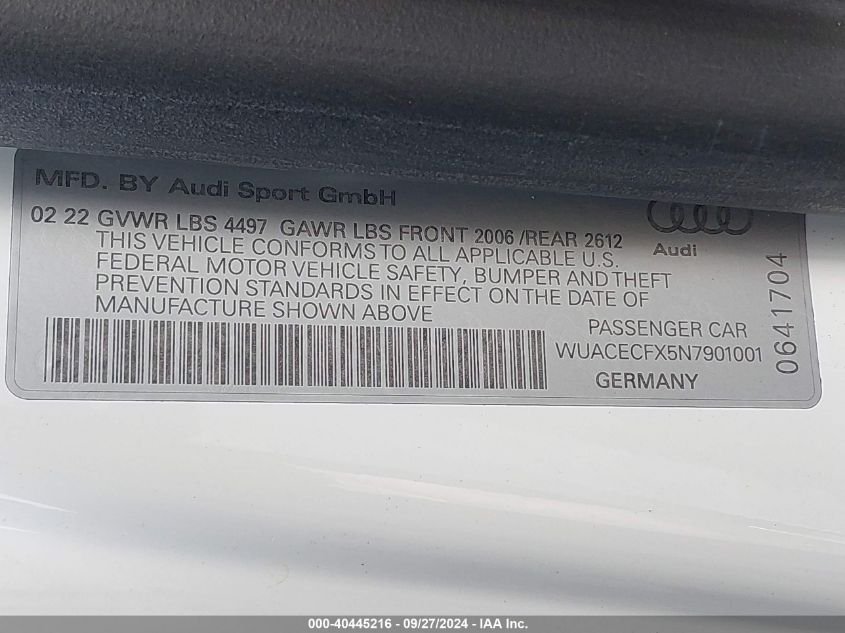 MFD. BY Audi Sport GmbH
02 22 GVWR LBS 4497 GAWR LBS FRONT 2006 /REAR 2612
THIS VEHICLE CONFORMS TO ALL APPLICABLE U.S.
FEDERAL MOTOR VEHICLE SAFETY, BUMPER AND THEFT
PREVENTION STANDARDS IN EFFECT ON THE DATE OF
MANUFACTURE SHOWN ABOVE
Audi
PASSENGER CAR
WUACECFX5N7901001
GERMANY
0641704
000-40445216 - 09/27/2024 - IAA Inc.